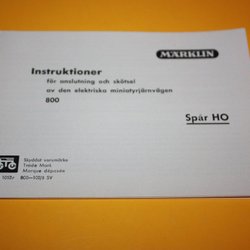 MÄRKLIN
Instruktioner
för anslutning och skötsel
av den elektriska miniatyrjärnvägen
800
Spår HO
Skyddat varumärke
Trade Mark
Marque déposée